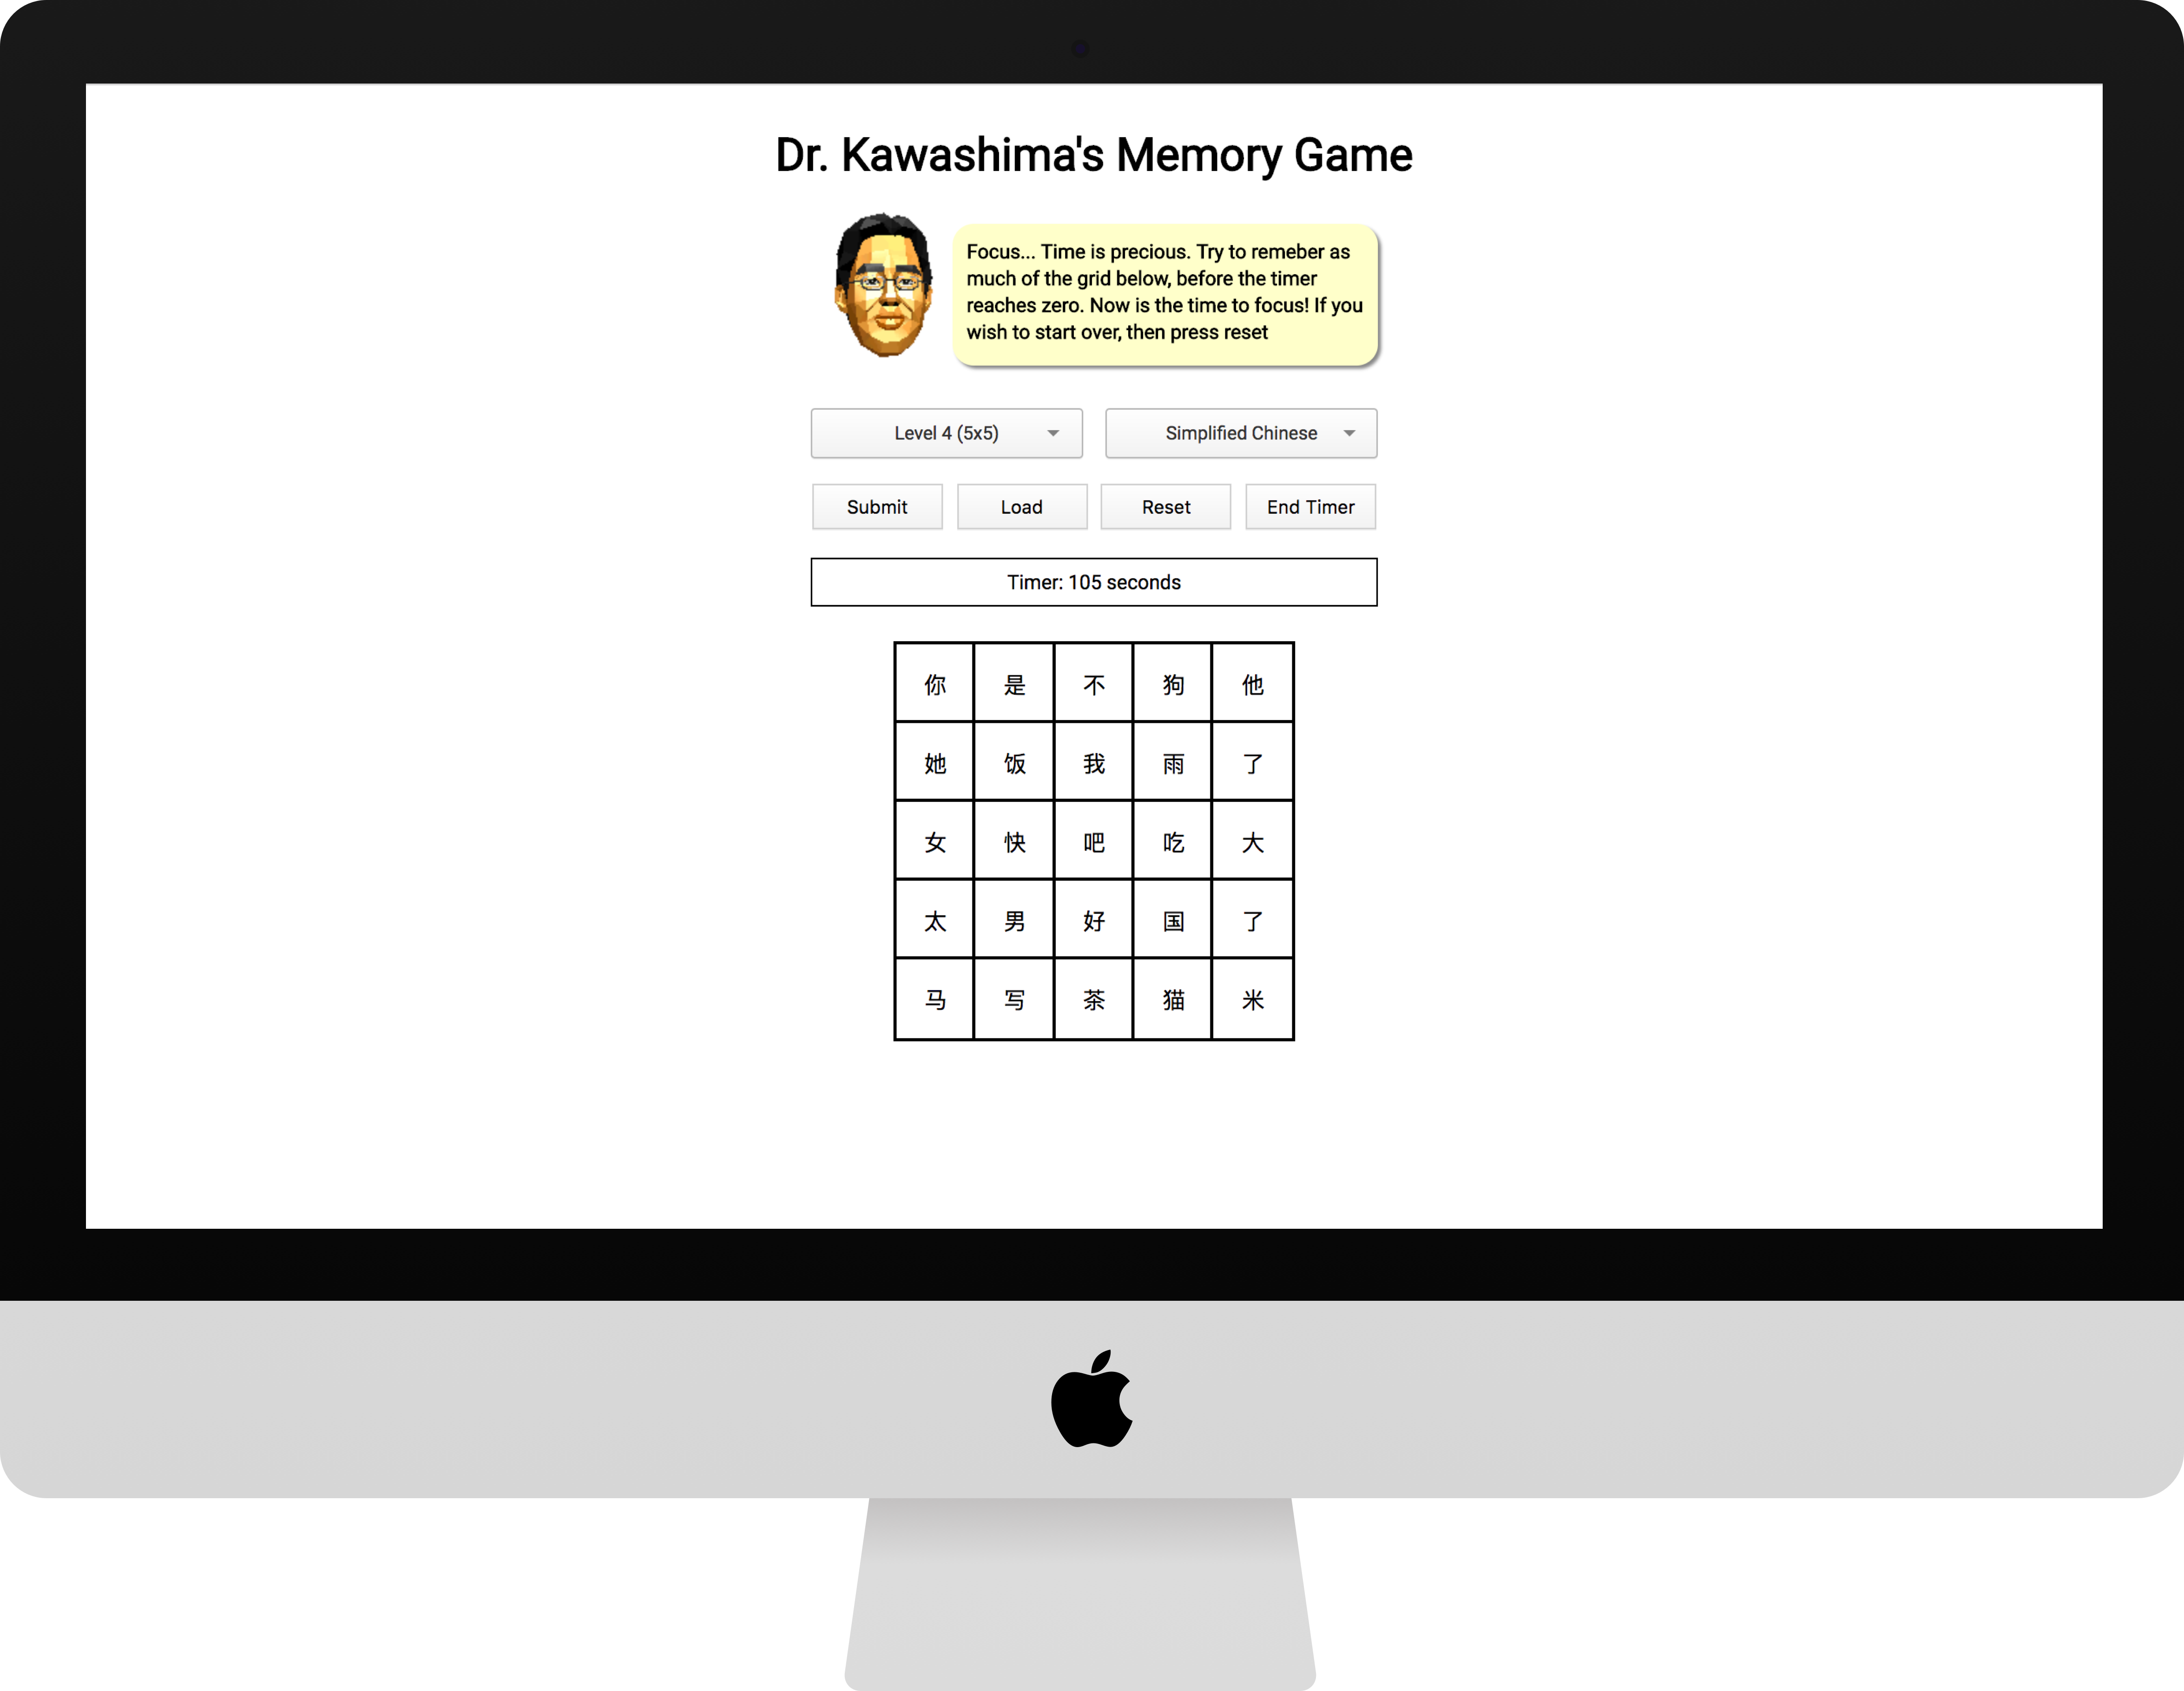 Dr. Kawashima's Memory Game
Focus... Time is precious. Try to remeber as
much of the grid below, before the timer
reaches zero. Now is the time to focus! If you
wish to start over, then press reset
Level 4 (5x5) Simplified Chinese
Submit Load Reset End Timer
Timer: 105 seconds
你 是 不 狗 他
她 饭 我 雨 了
女 快 吧 吃 大
太 男 好 国 了
马 写 茶 猫 米